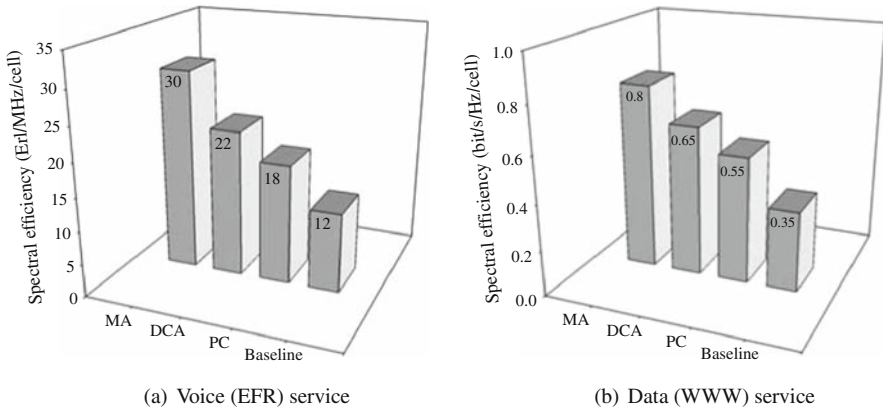 Spectral efficiency (Erl/MHz/cell)
35
30
25
20
15
10
5
0
30
22
18
12
MA
DCA
PC
Baseline
(a) Voice (EFR) service
Spectral efficiency (bit/s/Hz/cell)
1.0
0.8
0.6
0.4
0.2
0.0
0.8
0.65
0.55
0.35
MA
DCA
PC
Baseline
(b) Data (WWW) service